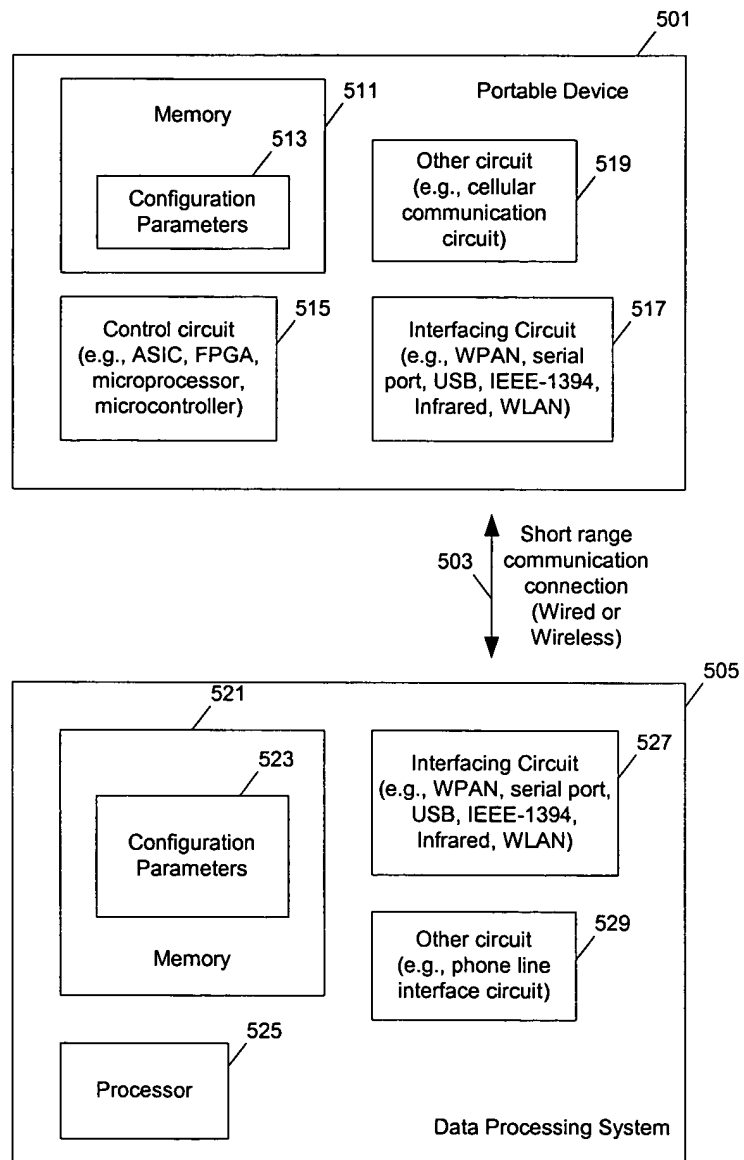 501
Portable Device
511
Memory
513
Configuration
Parameters
Other circuit
(e.g., cellular
communication
circuit)
519
Control circuit
(e.g., ASIC, FPGA,
microprocessor,
microcontroller)
515
Interfacing Circuit
(e.g., WPAN, serial
port, USB, IEEE-1394,
Infrared, WLAN)
517
503
Short range
communication
connection
(Wired or
Wireless)
505
521
523
Configuration
Parameters
Memory
Interfacing Circuit
(e.g., WPAN, serial port,
USB, IEEE-1394,
Infrared, WLAN)
527
Other circuit
(e.g., phone line
interface circuit)
529
525
Processor
Data Processing System